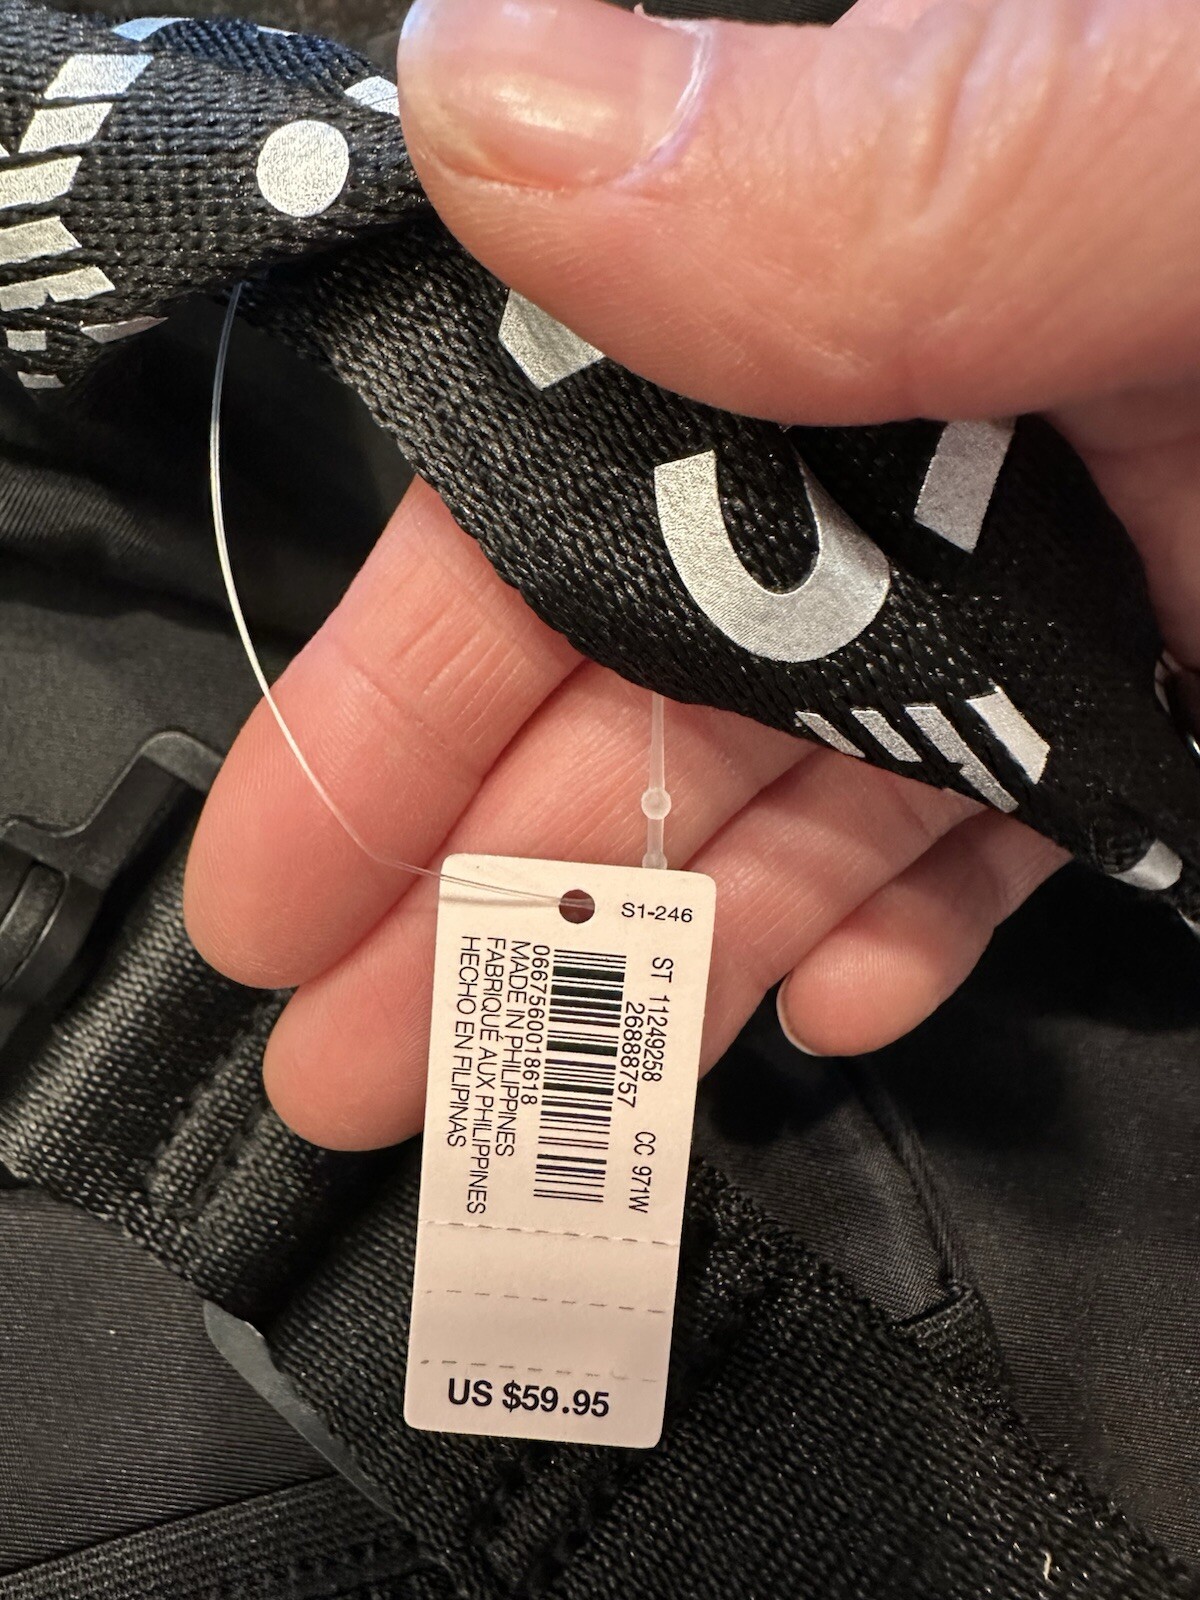 S1-246
ST 11249258 CC 971W
26888757
0667560018618
MADE IN PHILIPPINES
FABRIQUÉ AUX PHILIPPINES
HECHO EN FILIPINAS
US $59.95